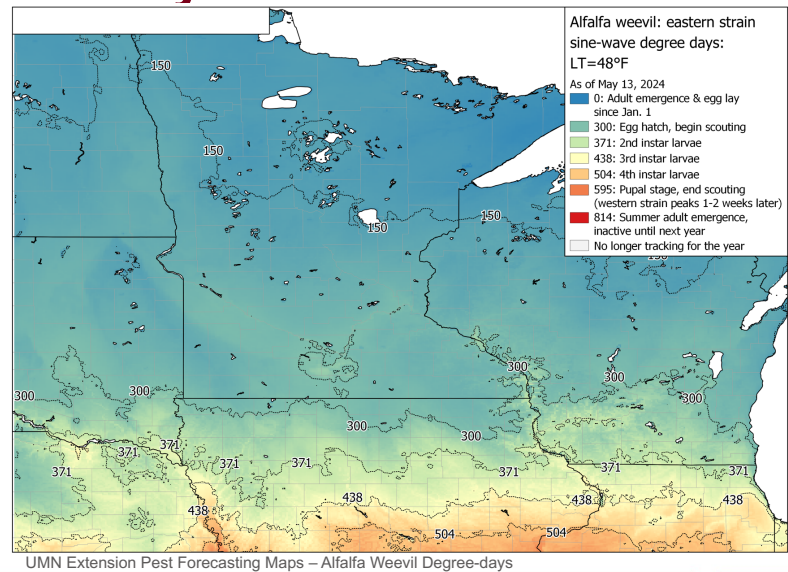 Alfalfa weevil: eastern strain
sine-wave degree days:
LT=48°F
As of May 13, 2024
0: Adult emergence & egg lay
since Jan. 1
300: Egg hatch, begin scouting
371: 2nd instar larvae
438: 3rd instar larvae
504: 4th instar larvae
595: Pupal stage, end scouting
(western strain peaks 1-2 weeks later)
814: Summer adult emergence,
inactive until next year
No longer tracking for the year
150
150
150
150
150
300
300
300
300
300
300
300
371
371
371
371
371
371
371
371
438
438
438
438
504
504
UMN Extension Pest Forecasting Maps – Alfalfa Weevil Degree-days